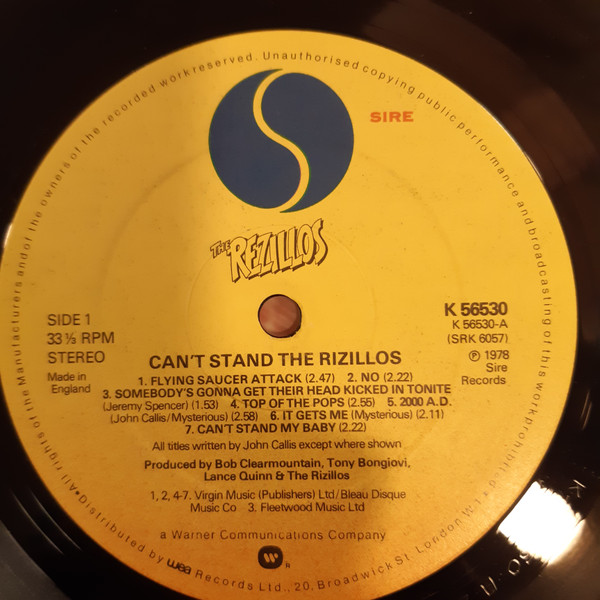 SIRE
THE REZILLOS
SIDE 1
33 ⅓ RPM
STEREO
Made in
England
K 56530
K 56530-A
(SRK 6057)
℗ 1978
Sire
Records
CAN'T STAND THE RIZILLOS
1. FLYING SAUCER ATTACK (2.47) 2. NO (2.22)
3. SOMEBODY'S GONNA GET THEIR HEAD KICKED IN TONITE
(Jeremy Spencer) (1.53) 4. TOP OF THE POPS (2.55) 5. 2000 A.D.
(John Callis/Mysterious) (2.58) 6. IT GETS ME (Mysterious) (2.11)
7. CAN'T STAND MY BABY (2.22)
All titles written by John Callis except where shown
Produced by Bob Clearmountain, Tony Bongiovi,
Lance Quinn & The Rizillos
1, 2, 4-7. Virgin Music (Publishers) Ltd/Bleau Disque
Music Co 3. Fleetwood Music Ltd
a Warner Communications Company
All rights of the Manufacturers and of the owners of the recorded work reserved. Unauthorised copying public performance and broadcasting of this work prohibited
Distributed by wea Records Ltd., 20, Broadwick St. London